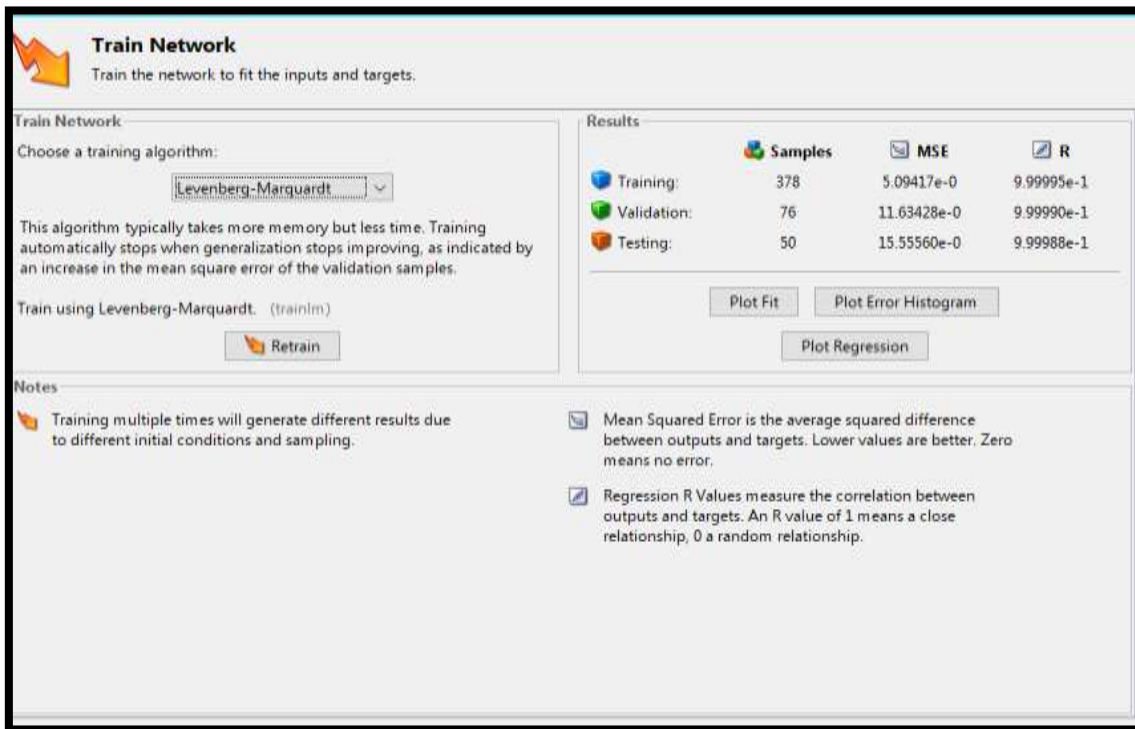 Train Network
Train the network to fit the inputs and targets.
Train Network
Choose a training algorithm:
Levenberg-Marquardt
This algorithm typically takes more memory but less time. Training
automatically stops when generalization stops improving, as indicated by
an increase in the mean square error of the validation samples.
Train using Levenberg-Marquardt. (trainlm)
Retrain
Results
Samples MSE R
Training: 378 5.09417e-0 9.99995e-1
Validation: 76 11.63428e-0 9.99990e-1
Testing: 50 15.55560e-0 9.99988e-1
Plot Fit Plot Error Histogram
Plot Regression
Notes
Training multiple times will generate different results due
to different initial conditions and sampling.
Mean Squared Error is the average squared difference
between outputs and targets. Lower values are better. Zero
means no error.
Regression R Values measure the correlation between
outputs and targets. An R value of 1 means a close
relationship, 0 a random relationship.